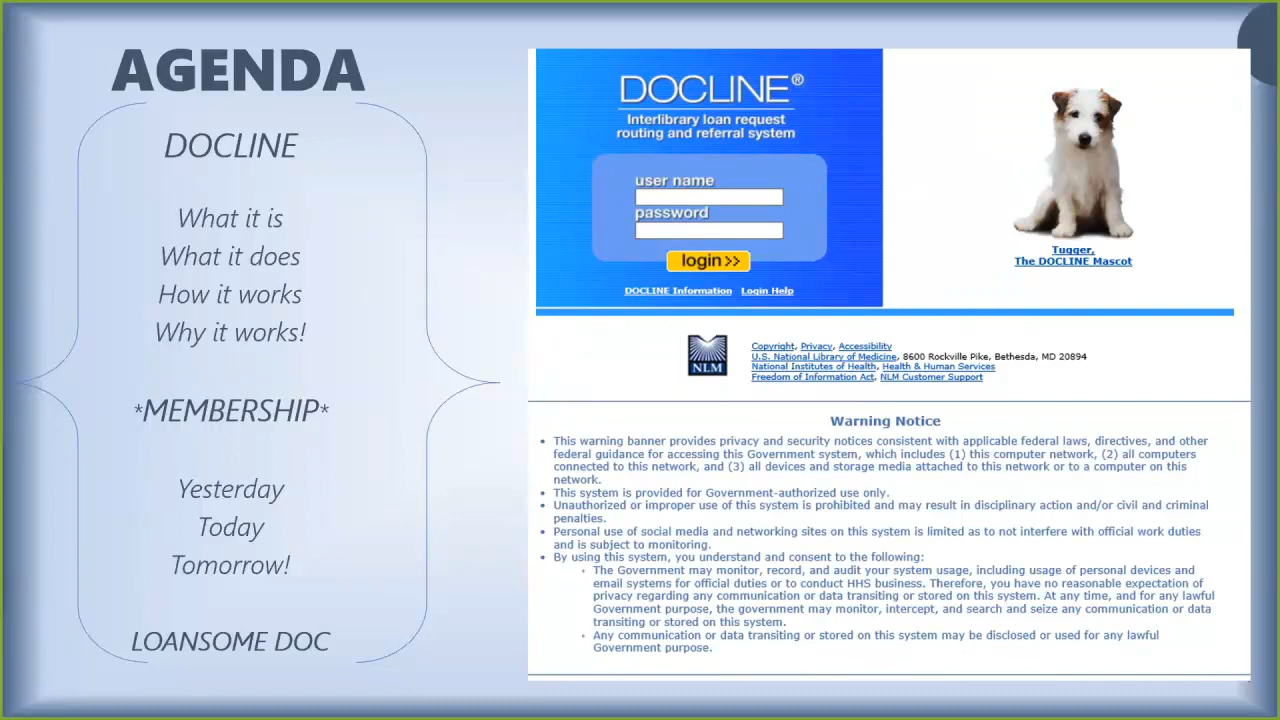 AGENDA
DOCLINE
What it is
What it does
How it works
Why it works!
*MEMBERSHIP*
Yesterday
Today
Tomorrow!
LOANSOME DOC
DOCLINE®
Interlibrary loan request
routing and referral system
user name
password
login >>
DOCLINE Information Login Help
Tugger,
The DOCLINE Mascot
NLM
Copyright, Privacy, Accessibility
U.S. National Library of Medicine, 8600 Rockville Pike, Bethesda, MD 20894
National Institutes of Health, Health & Human Services
Freedom of Information Act, NLM Customer Support
Warning Notice
• This warning banner provides privacy and security notices consistent with applicable federal laws, directives, and other
federal guidance for accessing this Government system, which includes (1) this computer network, (2) all computers
connected to this network, and (3) all devices and storage media attached to this network or to a computer on this
network.
• This system is provided for Government-authorized use only.
• Unauthorized or improper use of this system is prohibited and may result in disciplinary action and/or civil and criminal
penalties.
• Personal use of social media and networking sites on this system is limited as to not interfere with official work duties
and is subject to monitoring.
• By using this system, you understand and consent to the following:
• The Government may monitor, record, and audit your system usage, including usage of personal devices and
email systems for official duties or to conduct HHS business. Therefore, you have no reasonable expectation of
privacy regarding any communication or data transiting or stored on this system. At any time, and for any lawful
Government purpose, the government may monitor, intercept, and search and seize any communication or data
transiting or stored on this system.
• Any communication or data transiting or stored on this system may be disclosed or used for any lawful
Government purpose.